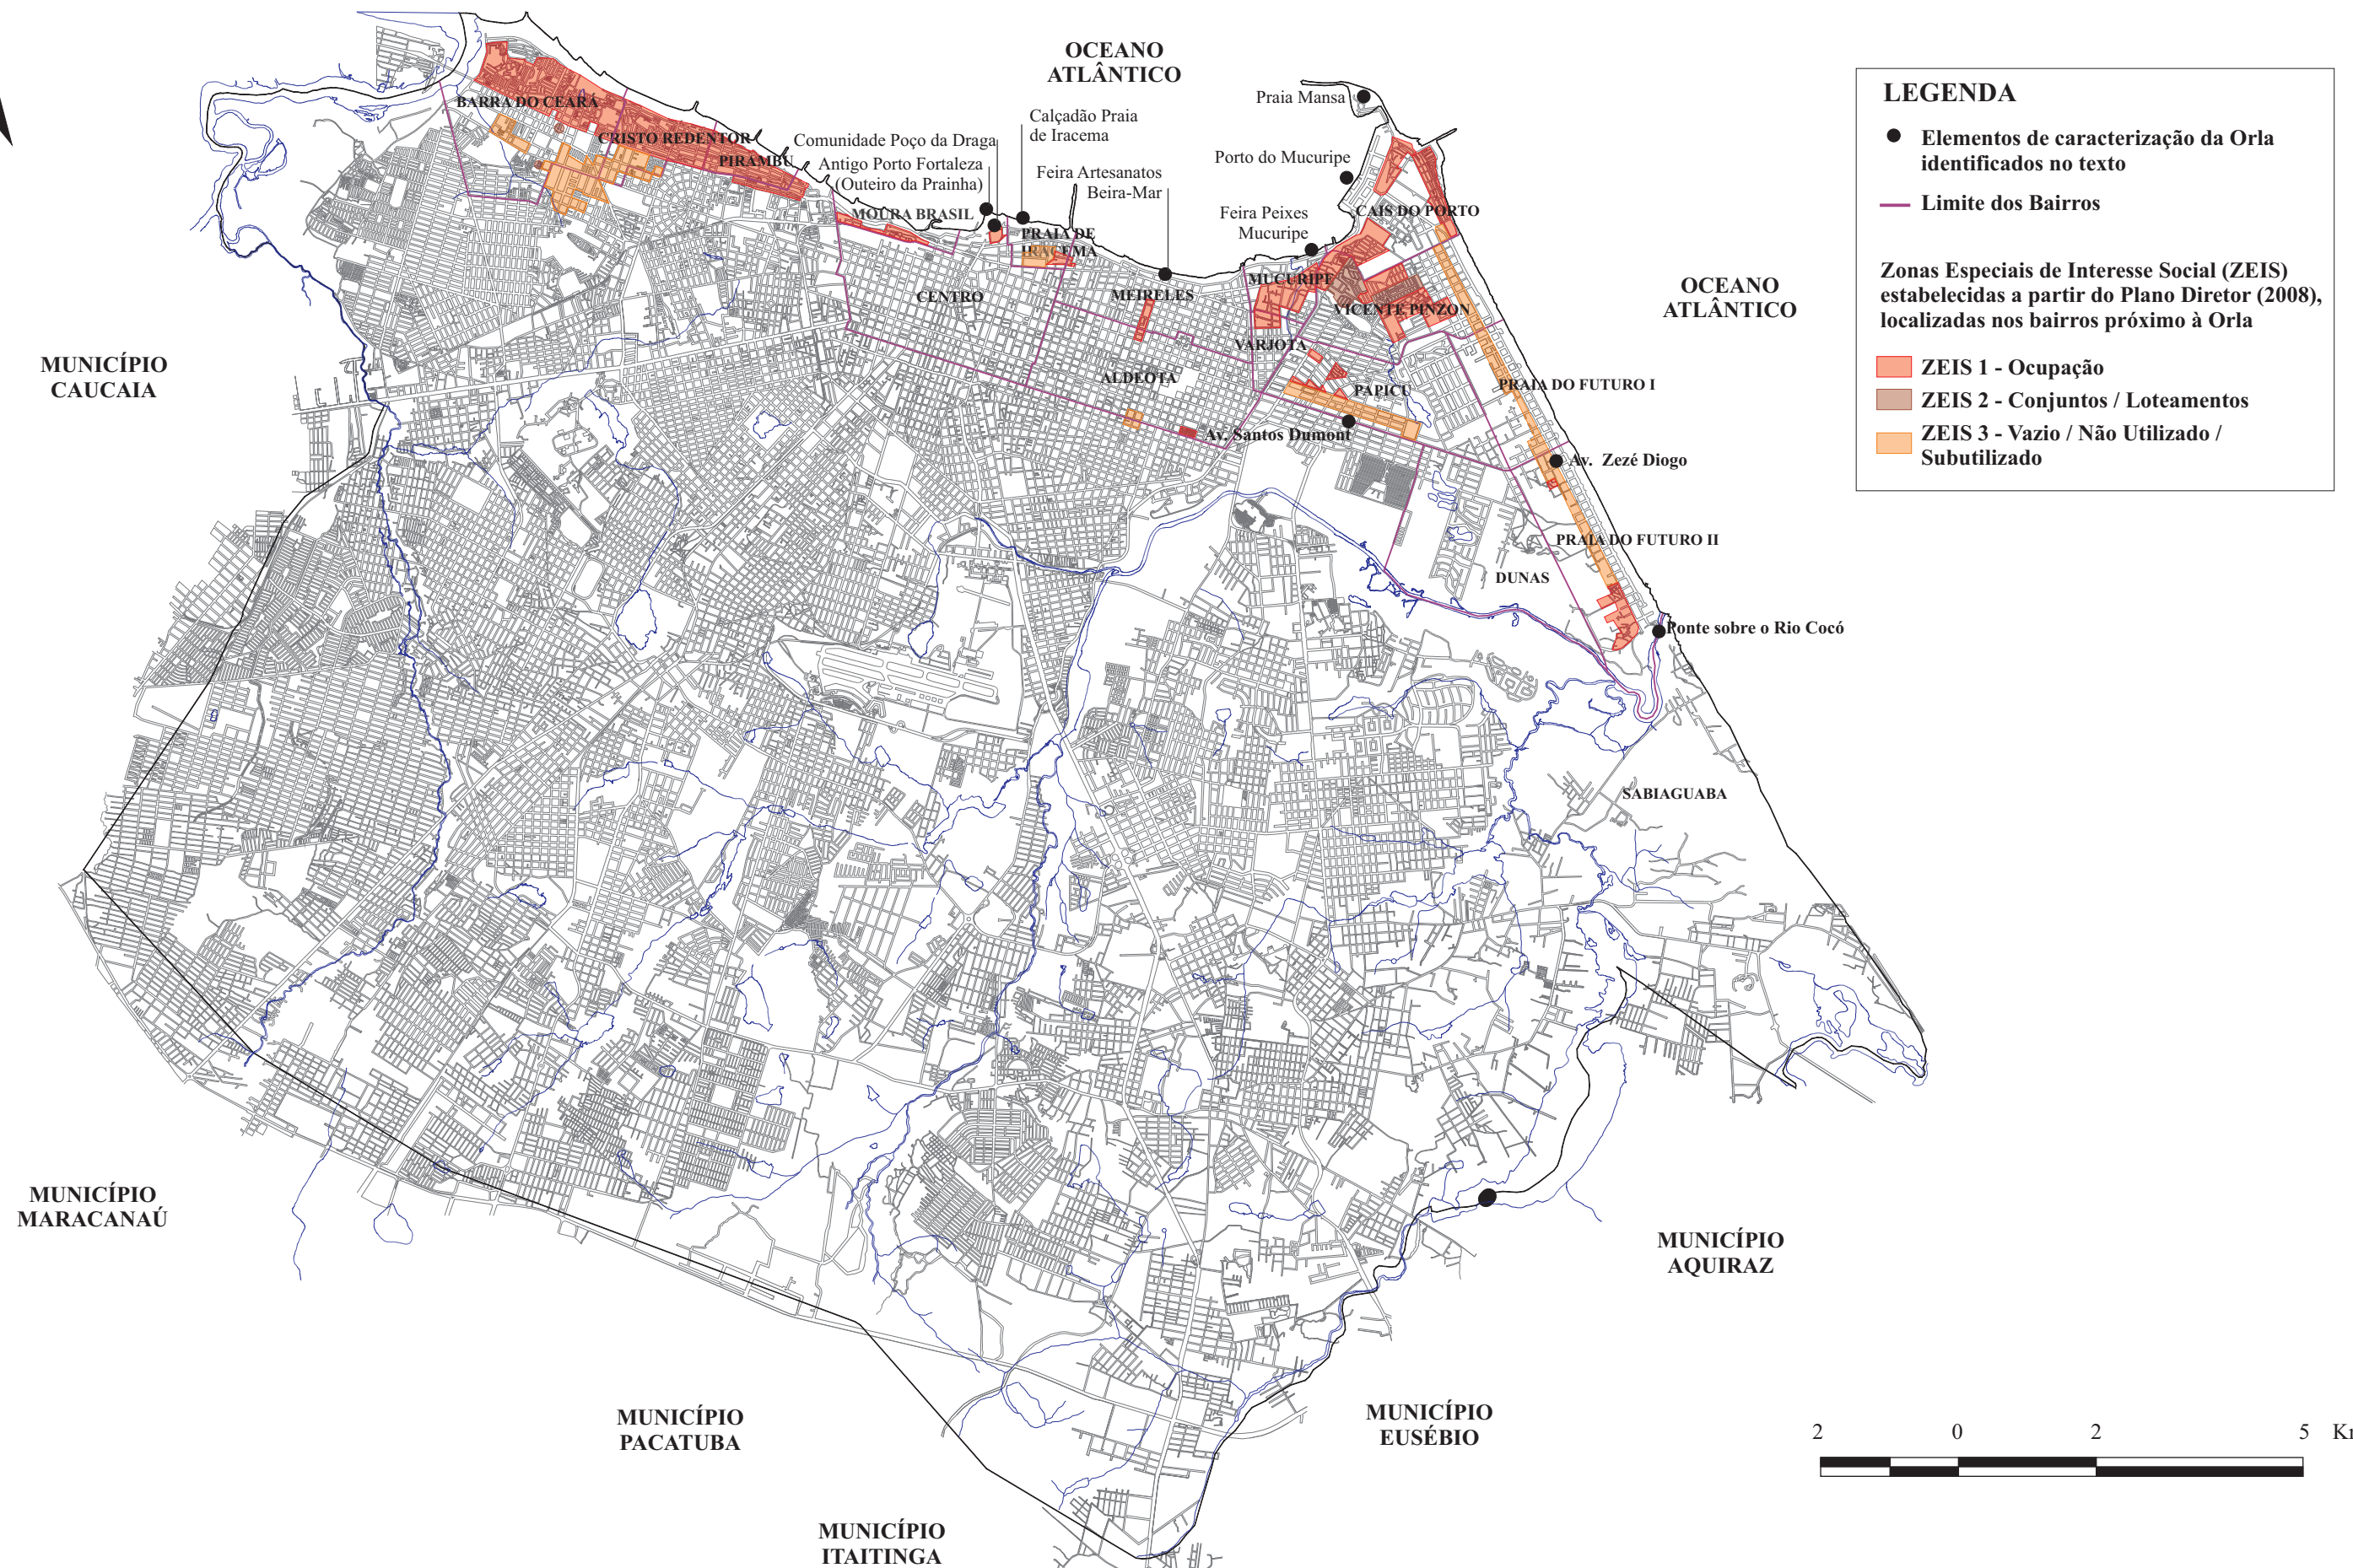 OCEANO
ATLÂNTICO
Praia Mansa
BARRA DO CEARÁ
Calçadão Praia
de Iracema
CRISTO REDENTOR
Comunidade Poço da Draga
PIRAMBU
Antigo Porto Fortaleza
(Outeiro da Prainha)
Feira Artesanatos
Beira-Mar
Porto do Mucuripe
MOURA BRASIL
Feira Peixes
Mucuripe
CAIS DO PORTO
PRAIA DE
IRACEMA
MUCURIPE
CENTRO
MEIRELES
VICENTE PINZON
OCEANO
ATLÂNTICO
VARJOTA
ALDEOTA
PAPICU
PRAIA DO FUTURO I
Av. Santos Dumont
Av. Zezé Diogo
PRAIA DO FUTURO II
DUNAS
Ponte sobre o Rio Cocó
SABIAGUABA
MUNICÍPIO
CAUCAIA
MUNICÍPIO
MARACANAÚ
MUNICÍPIO
PACATUBA
MUNICÍPIO
ITAITINGA
MUNICÍPIO
EUSÉBIO
MUNICÍPIO
AQUIRAZ
LEGENDA
Elementos de caracterização da Orla
identificados no texto
Limite dos Bairros
Zonas Especiais de Interesse Social (ZEIS)
estabelecidas a partir do Plano Diretor (2008),
localizadas nos bairros próximo à Orla
ZEIS 1 - Ocupação
ZEIS 2 - Conjuntos / Loteamentos
ZEIS 3 - Vazio / Não Utilizado /
Subutilizado
2 0 2 5